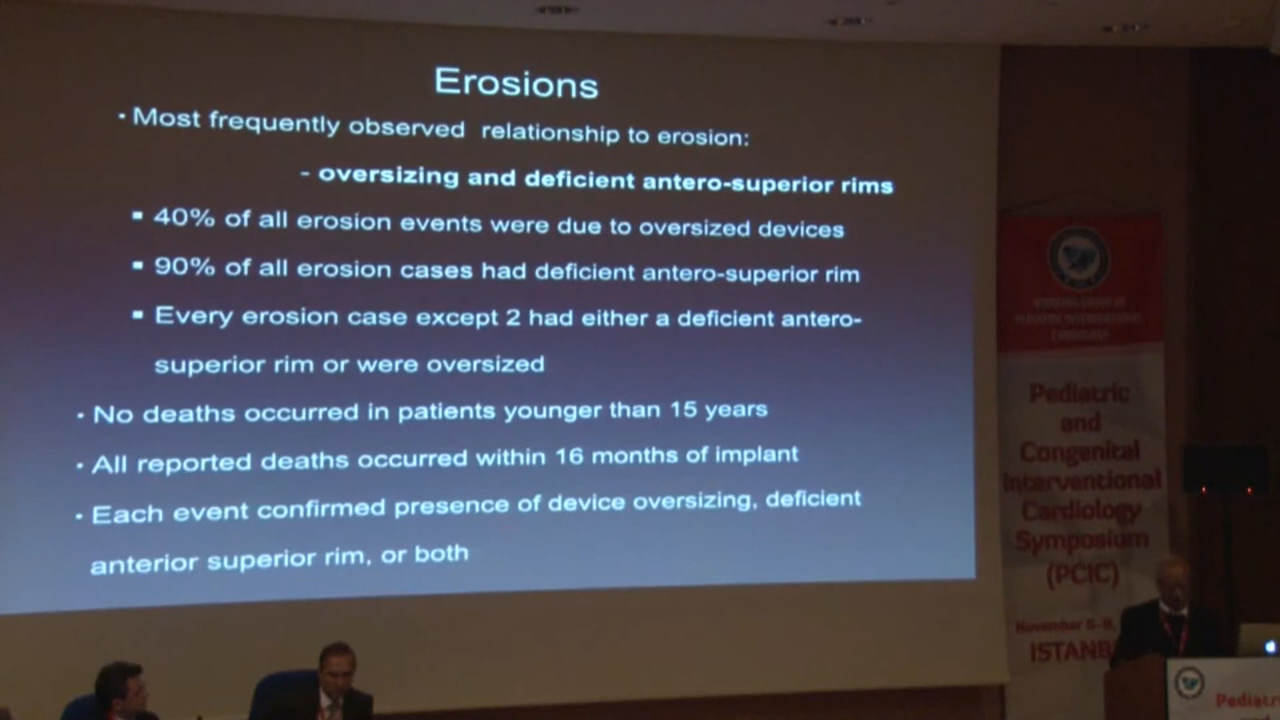 Erosions
· Most frequently observed relationship to erosion:
- oversizing and deficient antero-superior rims
▪ 40% of all erosion events were due to oversized devices
▪ 90% of all erosion cases had deficient antero-superior rim
▪ Every erosion case except 2 had either a deficient antero-
superior rim or were oversized
· No deaths occurred in patients younger than 15 years
· All reported deaths occurred within 16 months of implant
· Each event confirmed presence of device oversizing, deficient
anterior superior rim, or both
Pediatric
and
Congenital
Interventional
Cardiology
Symposium
(PCIC)
November
ISTANB
Pediatr